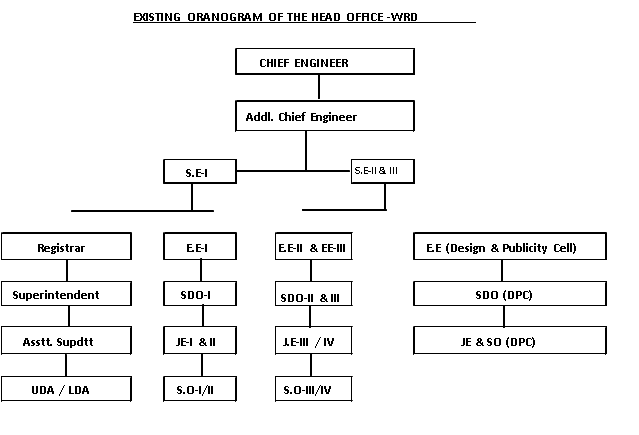 EXISTING ORANOGRAM OF THE HEAD OFFICE -WRD
CHIEF ENGINEER
Addl. Chief Engineer
S.E-I
S.E-II & III
Registrar
E.E-I
E.E-II & EE-III
E.E (Design & Publicity Cell)
Superintendent
SDO-I
SDO-II & III
SDO (DPC)
Asstt. Supdtt
JE-I & II
J.E-III / IV
JE & SO (DPC)
UDA / LDA
S.O-I/II
S.O-III/IV